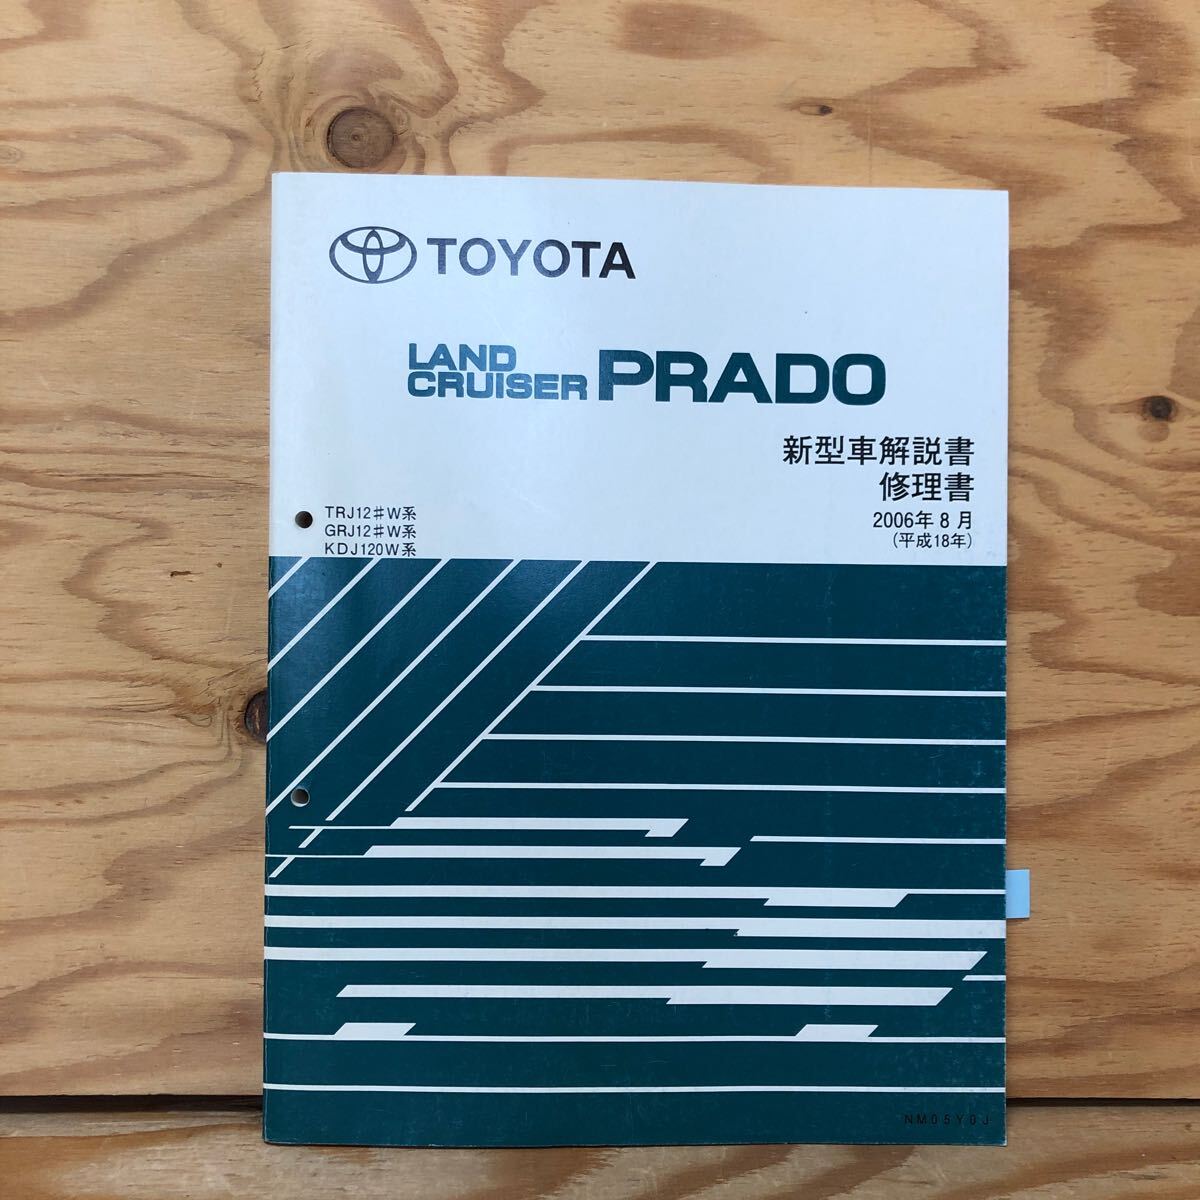 TOYOTA
LAND CRUISER PRADO
新型車解説書
修理書
2006年8月
(平成18年)
TRJ12#W系
GRJ12#W系
KDJ120W系
NM05Y0J